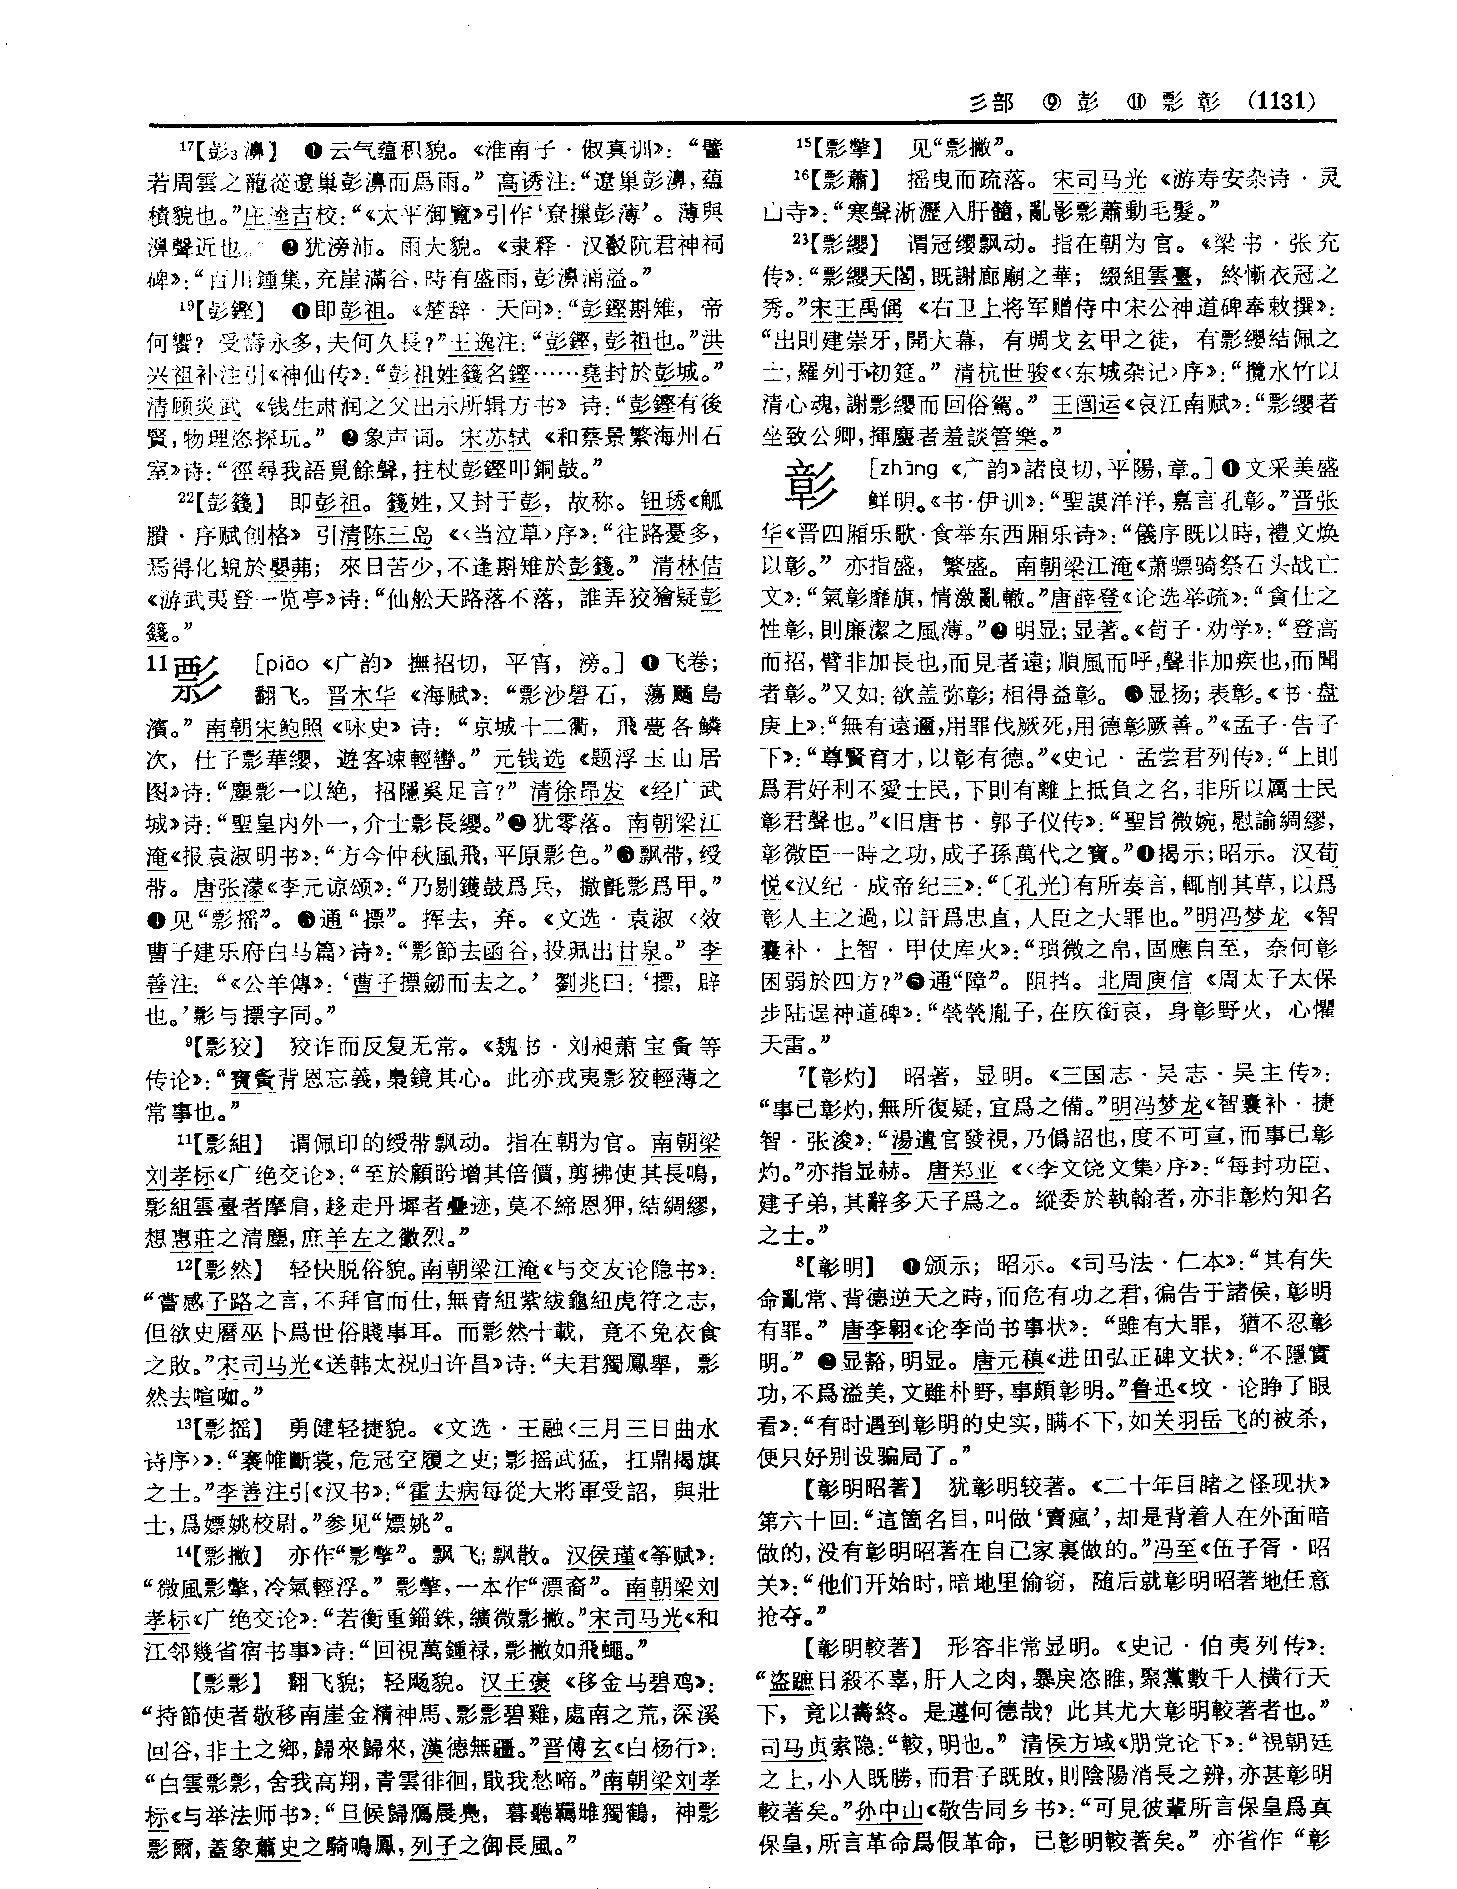 彡部 ⑨彭 ⑪彯彰 (1131)
¹⁷【彭₃濞】 ❶云气蕴积貌。《淮南子·俶真训》：“譬
若周雲之蘢蓯遼巢彭濞而爲雨。”高诱注：“遼巢彭濞，蕴
積貌也。”庄逵吉校：“《太平御覽》引作‘尞摷彭薄’。薄與
濞聲近也。 ❷犹滂沛。雨大貌。《隶释·汉殽阬君神祠
碑》：“百川鍾集，充崖滿谷，時有盛雨，彭濞涌溢。”
¹⁹【彭鏗】 ❶即彭祖。《楚辞·天问》：“彭鏗斟雉，帝
何饗？受壽永多，夫何久長？”王逸注：“彭鏗，彭祖也。”洪
兴祖补注引《神仙传》：“彭祖姓籛名鏗……堯封於彭城。”
清顾炎武《钱生肃润之父出示所辑方书》诗：“彭鏗有後
賢，物理恣探玩。” ❷象声词。宋苏轼《和蔡景繁海州石
室》诗：“徑尋我語覓餘聲，拄杖彭鏗叩銅鼓。”
²²【彭籛】 即彭祖。籛姓，又封于彭，故称。钮琇《觚
賸·序赋创格》引清陈三岛《〈当泣草〉序》：“往路憂多，
焉得化蜺於嬰茀；來日苦少，不逢斟雉於彭籛。”清林佶
《游武夷登一览亭》诗：“仙舩天路落不落，誰弄狡獪疑彭
籛。”
11彯 ［piāo《广韵》撫招切，平宵，滂。］❶飞卷；
翻飞。晋木华《海赋》：“彯沙礐石，蕩䬍島
濱。”南朝宋鲍照《咏史》诗：“京城十二衢，飛甍各鱗
次，仕子彯華纓，遊客竦輕轡。”元钱选《题浮玉山居
图》诗：“塵影一以絶，招隱奚足言？”清徐昂发《经广武
城》诗：“聖皇内外一，介士彯長纓。”❷犹零落。南朝梁江
淹《报袁淑明书》：“方今仲秋風飛，平原彯色。”❸飘带，绶
带。唐张濛《李元谅颂》：“乃剔鑊鼓爲兵，撤氈彯爲甲。”
❹见“彯摇”。❺通“摽”。挥去，弃。《文选·袁淑〈效
曹子建乐府白马篇〉诗》：“彯節去函谷，投珮出甘泉。”李
善注：“《公羊傳》：‘曹子摽劒而去之。’劉兆曰：‘摽，辟
也。’彯与摽字同。”
⁹【彯狡】 狡诈而反复无常。《魏书·刘昶萧宝夤等
传论》：“寳夤背恩忘義，梟鏡其心。此亦戎夷彯狡輕薄之
常事也。”
¹¹【彯組】 谓佩印的绶带飘动。指在朝为官。南朝梁
刘孝标《广绝交论》：“至於顧盼增其倍價，剪拂使其長鳴，
彯組雲臺者摩肩，趍走丹墀者疊迹，莫不締恩狎，結綢繆，
想惠莊之清塵，庶羊左之徽烈。”
¹²【彯然】 轻快脱俗貌。南朝梁江淹《与交友论隐书》：
“嘗感子路之言，不拜官而仕，無青組紫紱龜紐虎符之志，
但欲史曆巫卜爲世俗賤事耳。而彯然十載，竟不免衣食
之敗。”宋司马光《送韩太祝归许昌》诗：“夫君獨鳳舉，彯
然去喧呶。”
¹³【彯摇】 勇健轻捷貌。《文选·王融〈三月三日曲水
诗序〉》：“褰帷斷裳，危冠空履之吏；彯摇武猛，扛鼎揭旗
之士。”李善注引《汉书》：“霍去病每從大將軍受詔，與壯
士，爲嫖姚校尉。”参见“嫖姚”。
¹⁴【彯撇】 亦作“彯擎”。飘飞；飘散。汉侯瑾《筝赋》：
“微風彯擎，冷氣輕浮。”彯擎，一本作“漂裔”。南朝梁刘
孝标《广绝交论》：“若衡重錙銖，纊微彯撇。”宋司马光《和
江邻幾省宿书事》诗：“回視萬鍾禄，彯撇如飛蠅。”
【彯彯】 翻飞貌；轻飏貌。汉王褒《移金马碧鸡》：
“持節使者敬移南崖金精神馬、彯彯碧雞，處南之荒，深溪
回谷，非土之鄉，歸來歸來，漢德無疆。”晋傅玄《白杨行》：
“白雲彯彯，舍我高翔，青雲徘徊，戢我愁啼。”南朝梁刘孝
标《与举法师书》：“旦候歸鴈晨鳧，暮聽羈雌獨鶴，神彯
彯爾，蓋象蕭史之騎鳴鳳，列子之御長風。”
¹⁵【彯擎】 见“彯撇”。
¹⁶【彯蕭】 摇曳而疏落。宋司马光《游寿安杂诗·灵
山寺》：“寒聲淅瀝入肝髓，亂影彯蕭動毛髮。”
²³【彯纓】 谓冠缨飘动。指在朝为官。《梁书·张充
传》：“彯纓天閣，既謝廊廟之華；綴組雲臺，終慚衣冠之
秀。”宋王禹偁《右卫上将军赠侍中宋公神道碑奉敕撰》：
“出則建崇牙，開大幕，有琱戈玄甲之徒，有彯纓結佩之
士，羅列于初筵。”清杭世骏《〈东城杂记〉序》：“攬水竹以
清心魂，謝彯纓而回俗駕。”王闿运《哀江南赋》：“彯纓者
坐致公卿，揮麈者羞談管樂。”
彰 ［zhāng《广韵》諸良切，平陽，章。］❶文采美盛
鲜明。《书·伊训》：“聖謨洋洋，嘉言孔彰。”晋张
华《晋四厢乐歌·食举东西厢乐诗》：“儀序既以時，禮文焕
以彰。”亦指盛，繁盛。南朝梁江淹《萧骠骑祭石头战亡
文》：“氣彰靡旗，情激亂轍。”唐薛登《论选举疏》：“貪仕之
性彰，則廉潔之風薄。”❷明显；显著。《荀子·劝学》：“登高
而招，臂非加長也，而見者遠；順風而呼，聲非加疾也，而聞
者彰。”又如：欲盖弥彰；相得益彰。❸显扬；表彰。《书·盘
庚上》：“無有遠邇，用罪伐厥死，用德彰厥善。”《孟子·告子
下》：“尊賢育才，以彰有德。”《史记·孟尝君列传》：“上則
爲君好利不愛士民，下則有離上抵負之名，非所以厲士民
彰君聲也。”《旧唐书·郭子仪传》：“聖旨微婉，慰諭綢繆，
彰微臣一時之功，成子孫萬代之寶。”❹揭示；昭示。汉荀
悦《汉纪·成帝纪三》：“〔孔光〕有所奏言，輒削其草，以爲
彰人主之過，以訐爲忠直，人臣之大罪也。”明冯梦龙《智
囊补·上智·甲仗库火》：“瑣微之帛，固應自至，奈何彰
困弱於四方？”❺通“障”。阻挡。北周庾信《周太子太保
步陆逞神道碑》：“煢煢胤子，在疚銜哀，身彰野火，心懼
天雷。”
⁷【彰灼】 昭著，显明。《三国志·吴志·吴主传》：
“事已彰灼，無所復疑，宜爲之備。”明冯梦龙《智囊补·捷
智·张浚》：“湯遣官發視，乃僞詔也，度不可宣，而事已彰
灼。”亦指显赫。唐郑亚《〈李文饶文集〉序》：“每封功臣、
建子弟，其辭多天子爲之。縱委於執翰者，亦非彰灼知名
之士。”
⁸【彰明】 ❶颁示；昭示。《司马法·仁本》：“其有失
命亂常、背德逆天之時，而危有功之君，徧告于諸侯，彰明
有罪。”唐李翱《论李尚书事状》：“雖有大罪，猶不忍彰
明。”❷显豁，明显。唐元稹《进田弘正碑文状》：“不隱實
功，不爲溢美，文雖朴野，事頗彰明。”鲁迅《坟·论睁了眼
看》：“有时遇到彰明的史实，瞒不下，如关羽岳飞的被杀，
便只好别设骗局了。”
【彰明昭著】 犹彰明较著。《二十年目睹之怪现状》
第六十回：“這箇名目，叫做‘賣瘋’，却是背着人在外面暗
做的，没有彰明昭著在自己家裏做的。”冯至《伍子胥·昭
关》：“他们开始时，暗地里偷窃，随后就彰明昭著地任意
抢夺。”
【彰明較著】 形容非常显明。《史记·伯夷列传》：
“盜蹠日殺不辜，肝人之肉，暴戾恣睢，聚黨數千人横行天
下，竟以壽終。是遵何德哉？此其尤大彰明較著者也。”
司马贞索隐：“較，明也。”清侯方域《朋党论下》：“視朝廷
之上，小人既勝，而君子既敗，則陰陽消長之辨，亦甚彰明
較著矣。”孙中山《敬告同乡书》：“可見彼輩所言保皇爲真
保皇，所言革命爲假革命，已彰明較著矣。”亦省作“彰